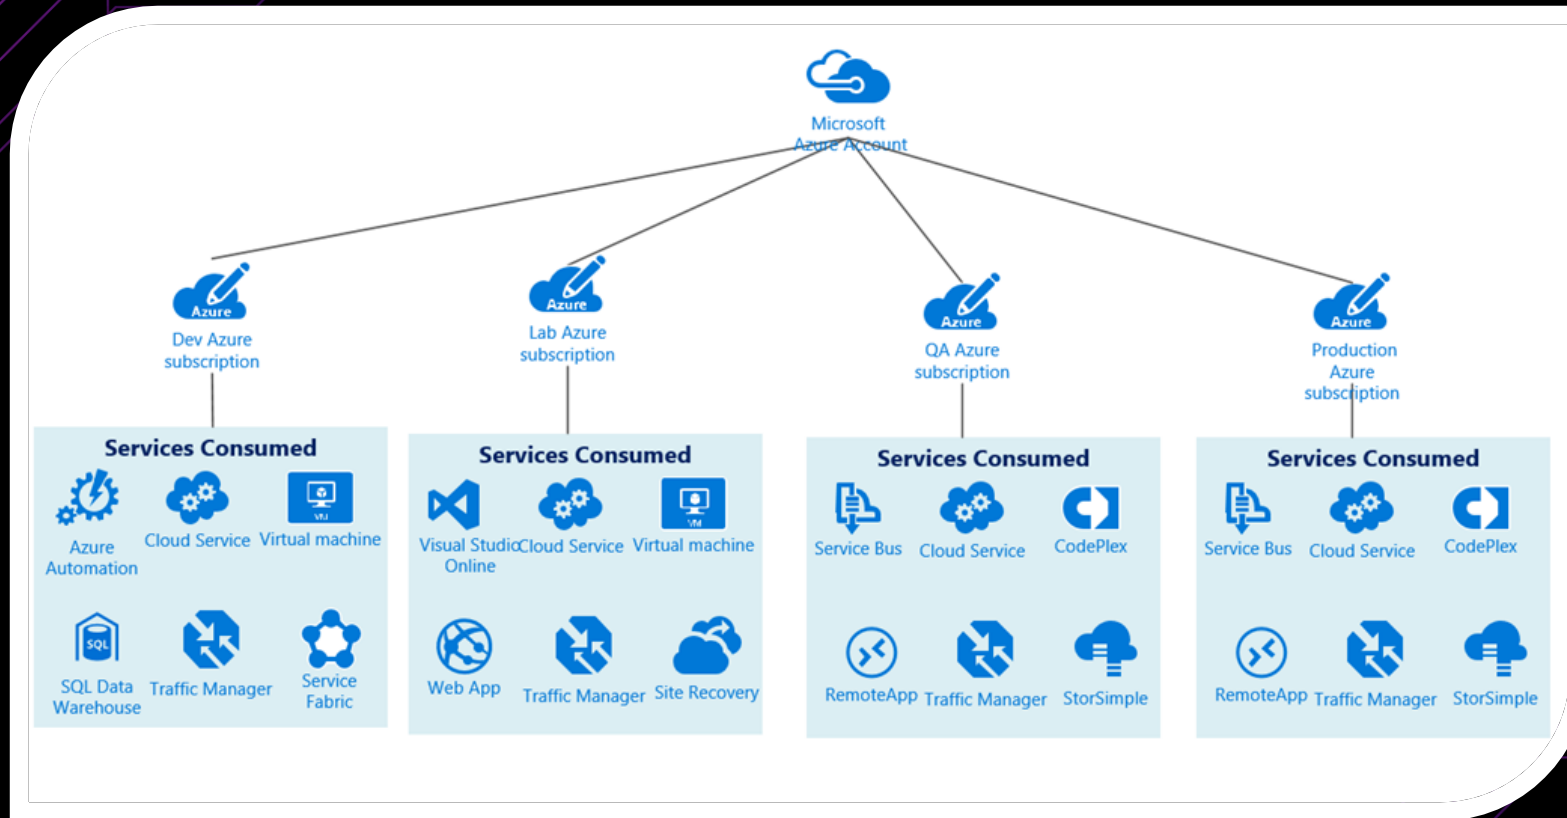 Microsoft
Azure Account
Azure
Dev Azure
subscription
Azure
Lab Azure
subscription
Azure
QA Azure
subscription
Azure
Production
Azure
subscription
Services Consumed
Azure
Automation
Cloud Service
VM
Virtual machine
SQL
SQL Data
Warehouse
Traffic Manager
Service
Fabric
Services Consumed
Visual Studio
Online
Cloud Service
VM
Virtual machine
Web App
Traffic Manager
Site Recovery
Services Consumed
Service Bus
Cloud Service
CodePlex
RemoteApp
Traffic Manager
StorSimple
Services Consumed
Service Bus
Cloud Service
CodePlex
RemoteApp
Traffic Manager
StorSimple